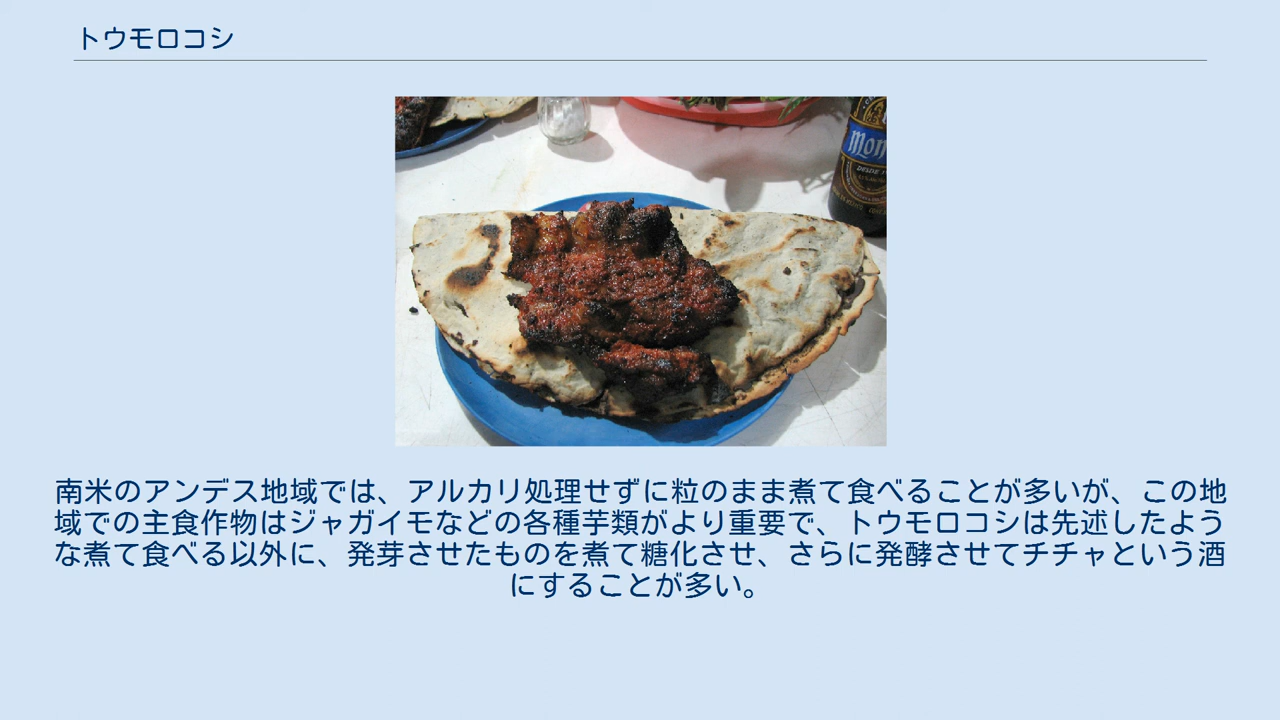 トウモロコシ
DESDE
南米のアンデス地域では、アルカリ処理せずに粒のまま煮て食べることが多いが、この地
域での主食作物はジャガイモなどの各種芋類がより重要で、トウモロコシは先述したよう
な煮て食べる以外に、発芽させたものを煮て糖化させ、さらに発酵させてチチャという酒
にすることが多い。